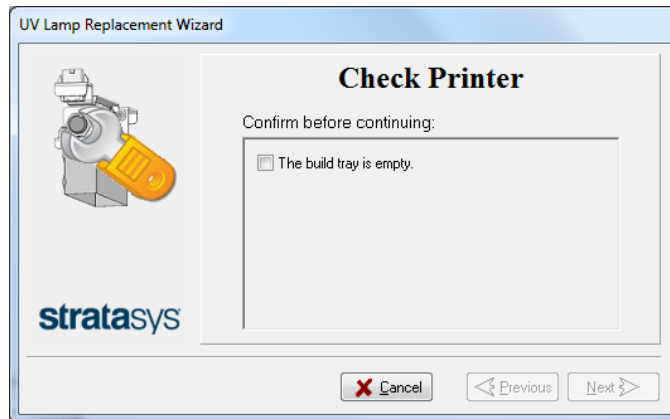 UV Lamp Replacement Wizard
Check Printer
Confirm before continuing:
The build tray is empty.
stratasys
Cancel
Previous
Next